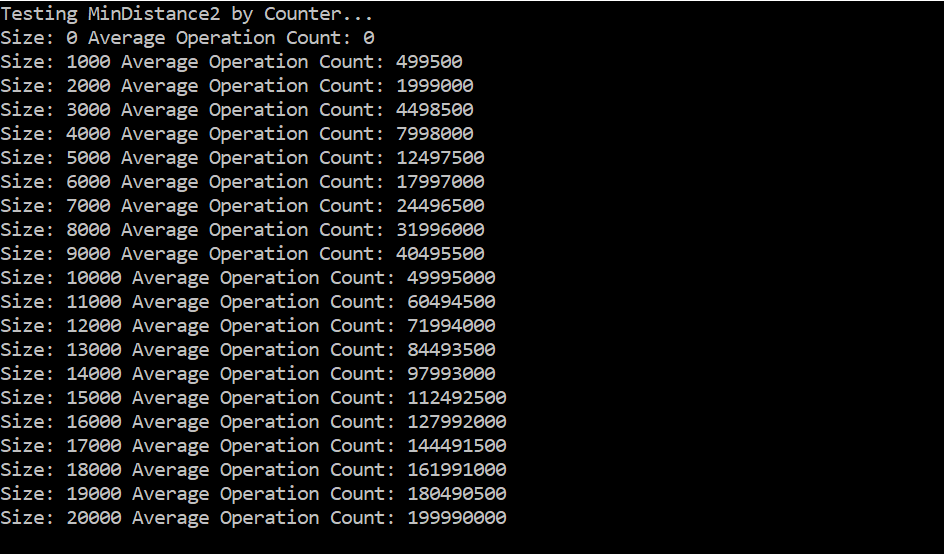 Testing MinDistance2 by Counter...
Size: 0 Average Operation Count: 0
Size: 1000 Average Operation Count: 499500
Size: 2000 Average Operation Count: 1999000
Size: 3000 Average Operation Count: 4498500
Size: 4000 Average Operation Count: 7998000
Size: 5000 Average Operation Count: 12497500
Size: 6000 Average Operation Count: 17997000
Size: 7000 Average Operation Count: 24496500
Size: 8000 Average Operation Count: 31996000
Size: 9000 Average Operation Count: 40495500
Size: 10000 Average Operation Count: 49995000
Size: 11000 Average Operation Count: 60494500
Size: 12000 Average Operation Count: 71994000
Size: 13000 Average Operation Count: 84493500
Size: 14000 Average Operation Count: 97993000
Size: 15000 Average Operation Count: 112492500
Size: 16000 Average Operation Count: 127992000
Size: 17000 Average Operation Count: 144491500
Size: 18000 Average Operation Count: 161991000
Size: 19000 Average Operation Count: 180490500
Size: 20000 Average Operation Count: 199990000